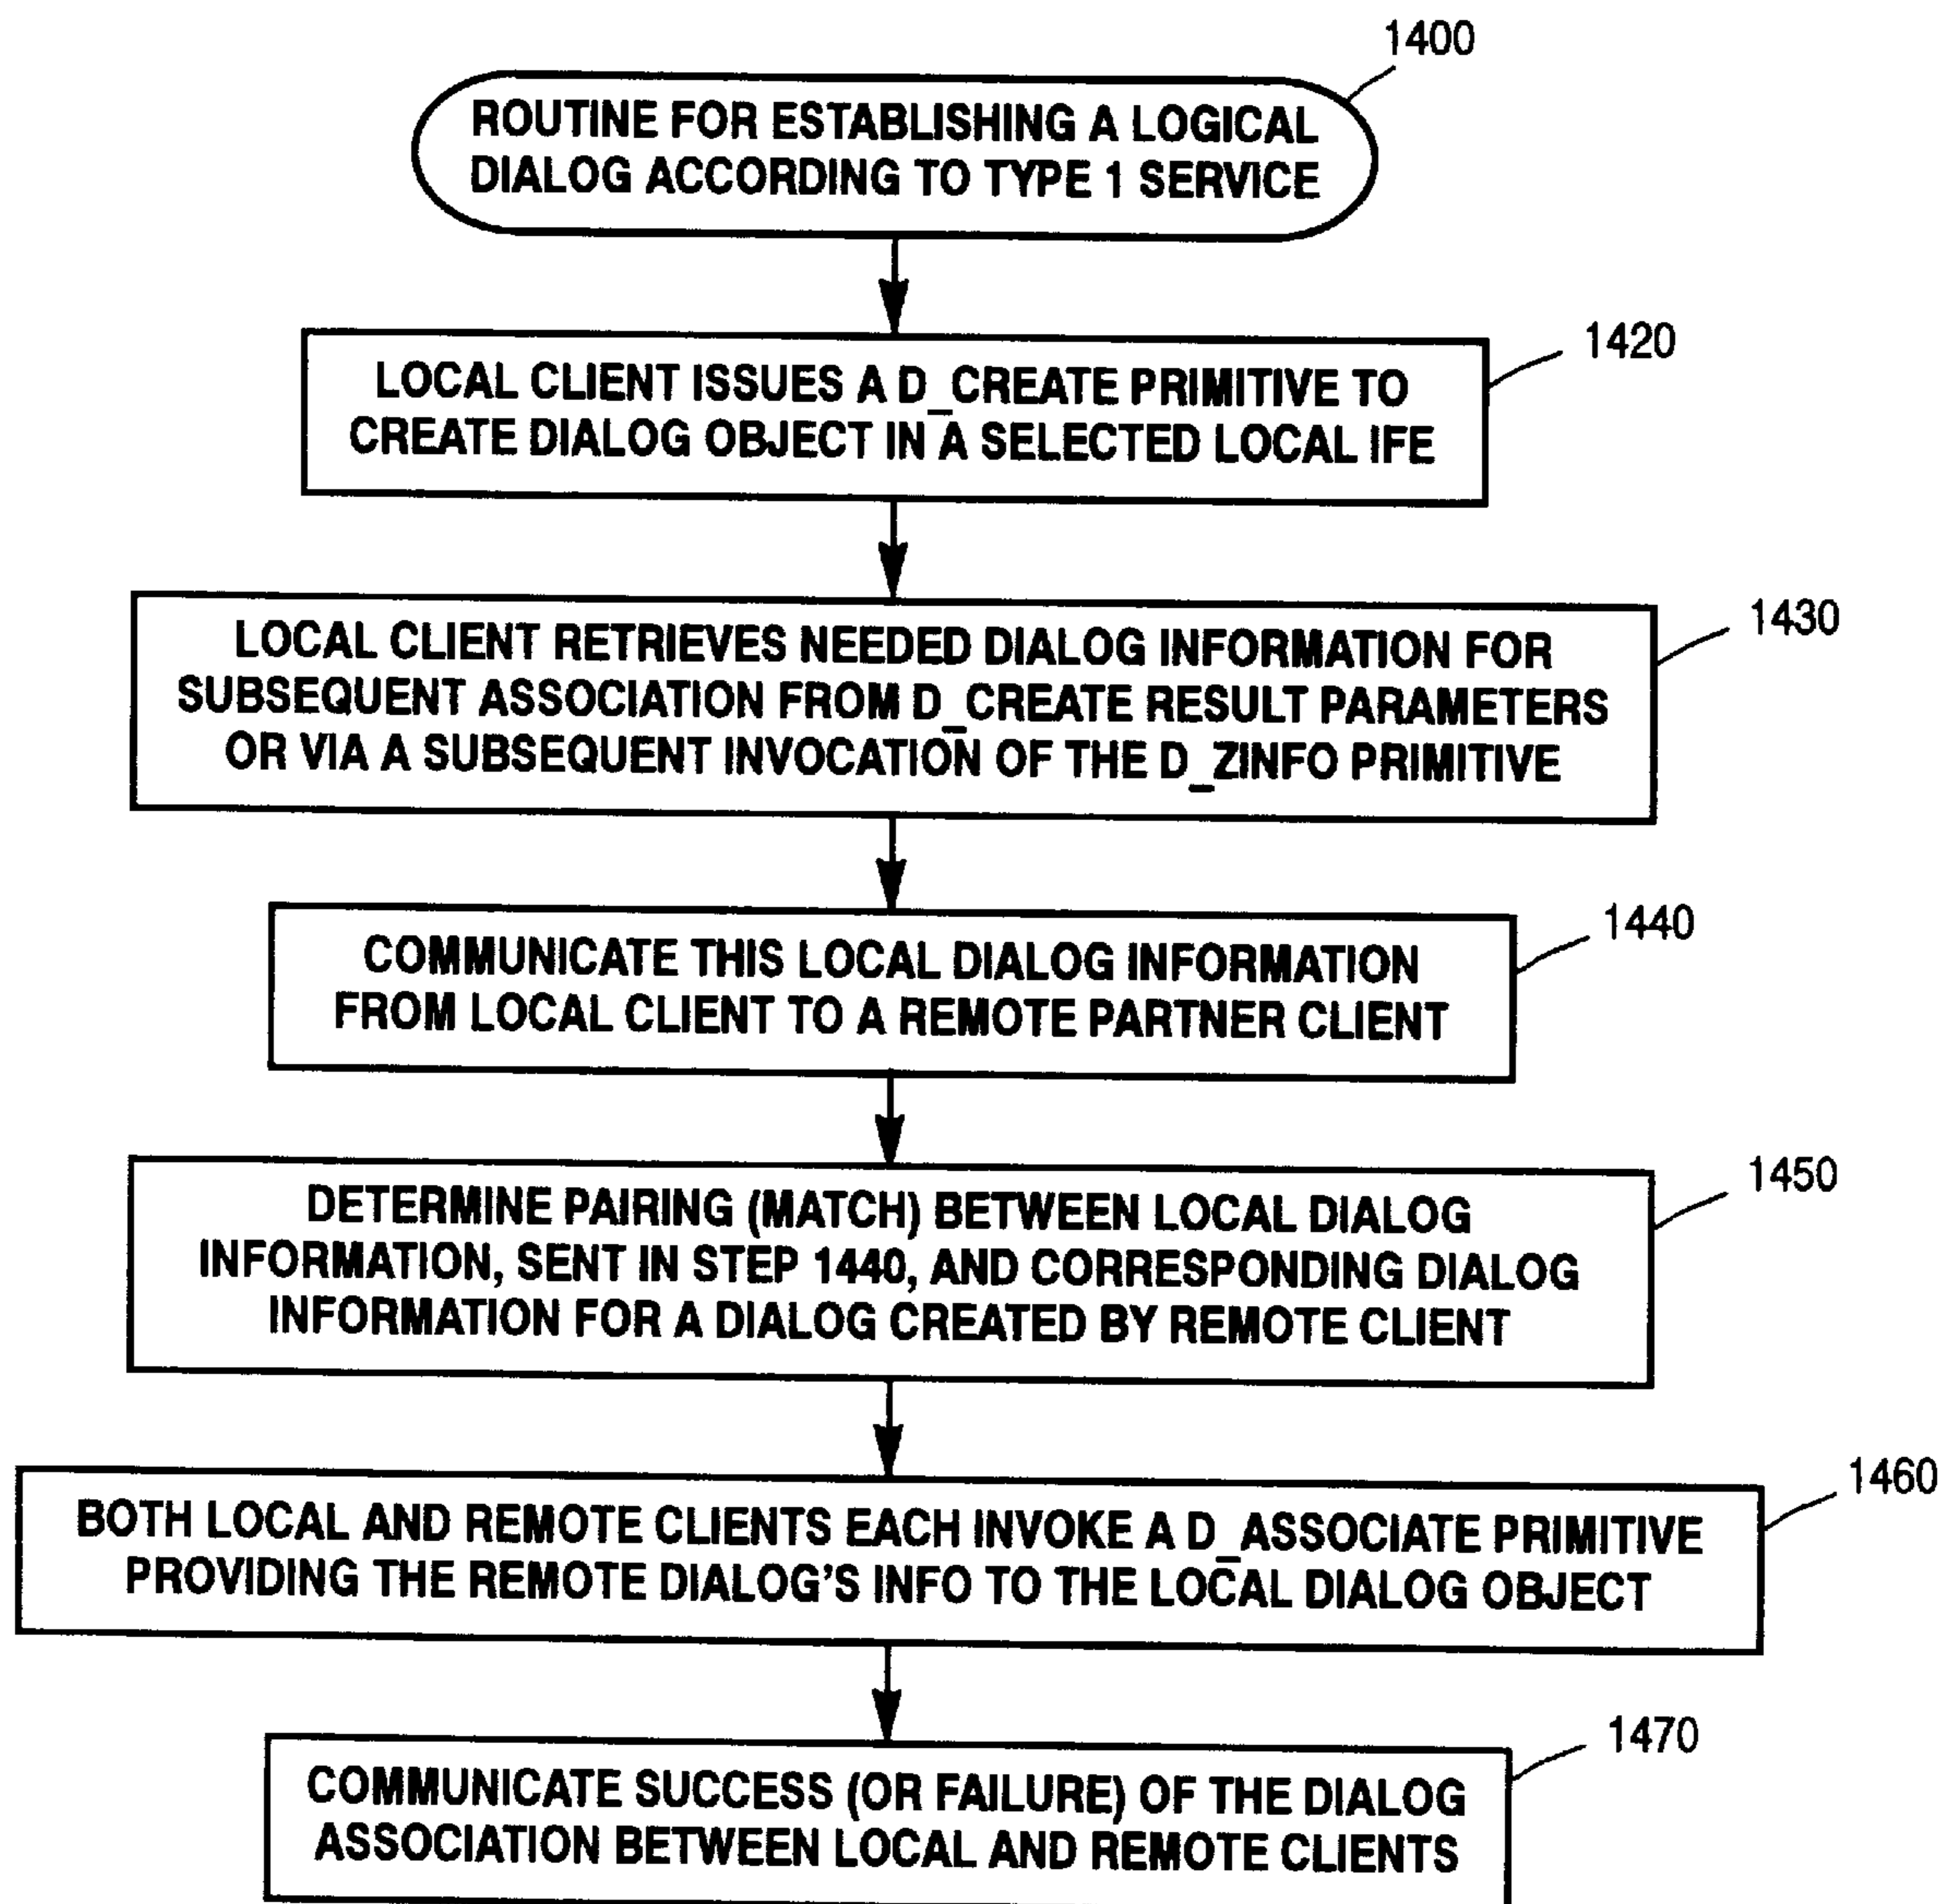 1400
ROUTINE FOR ESTABLISHING A LOGICAL
DIALOG ACCORDING TO TYPE 1 SERVICE
1420
LOCAL CLIENT ISSUES A D_CREATE PRIMITIVE TO
CREATE DIALOG OBJECT IN A SELECTED LOCAL IFE
1430
LOCAL CLIENT RETRIEVES NEEDED DIALOG INFORMATION FOR
SUBSEQUENT ASSOCIATION FROM D_CREATE RESULT PARAMETERS
OR VIA A SUBSEQUENT INVOCATION OF THE D_ZINFO PRIMITIVE
1440
COMMUNICATE THIS LOCAL DIALOG INFORMATION
FROM LOCAL CLIENT TO A REMOTE PARTNER CLIENT
1450
DETERMINE PAIRING (MATCH) BETWEEN LOCAL DIALOG
INFORMATION, SENT IN STEP 1440, AND CORRESPONDING DIALOG
INFORMATION FOR A DIALOG CREATED BY REMOTE CLIENT
1460
BOTH LOCAL AND REMOTE CLIENTS EACH INVOKE A D_ASSOCIATE PRIMITIVE
PROVIDING THE REMOTE DIALOG'S INFO TO THE LOCAL DIALOG OBJECT
1470
COMMUNICATE SUCCESS (OR FAILURE) OF THE DIALOG
ASSOCIATION BETWEEN LOCAL AND REMOTE CLIENTS